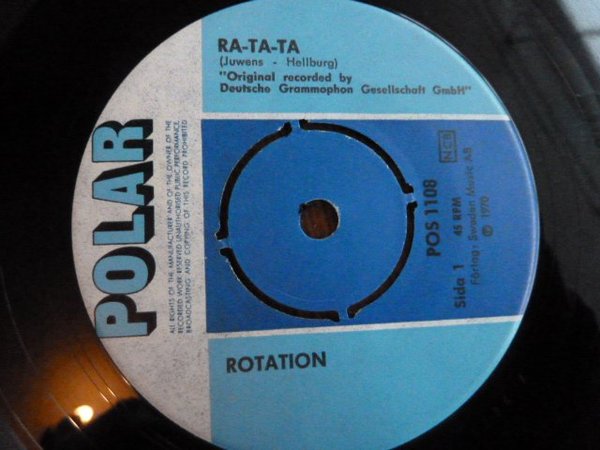 RA-TA-TA
(Juwens - Hellburg)
"Original recorded by
Deutsche Grammophon Gesellschaft GmbH"
POLAR
ALL RIGHTS OF THE MANUFACTURER AND OF THE OWNER OF THE
RECORDED WORK RESERVED UNAUTHORISED PUBLIC PERFORMANCE,
BROADCASTING AND COPYING OF THIS RECORD PROHIBITED
NCB
POS 1108
Sida 1 45 RPM
Förlag: Sweden Music AB
℗ 1970
ROTATION